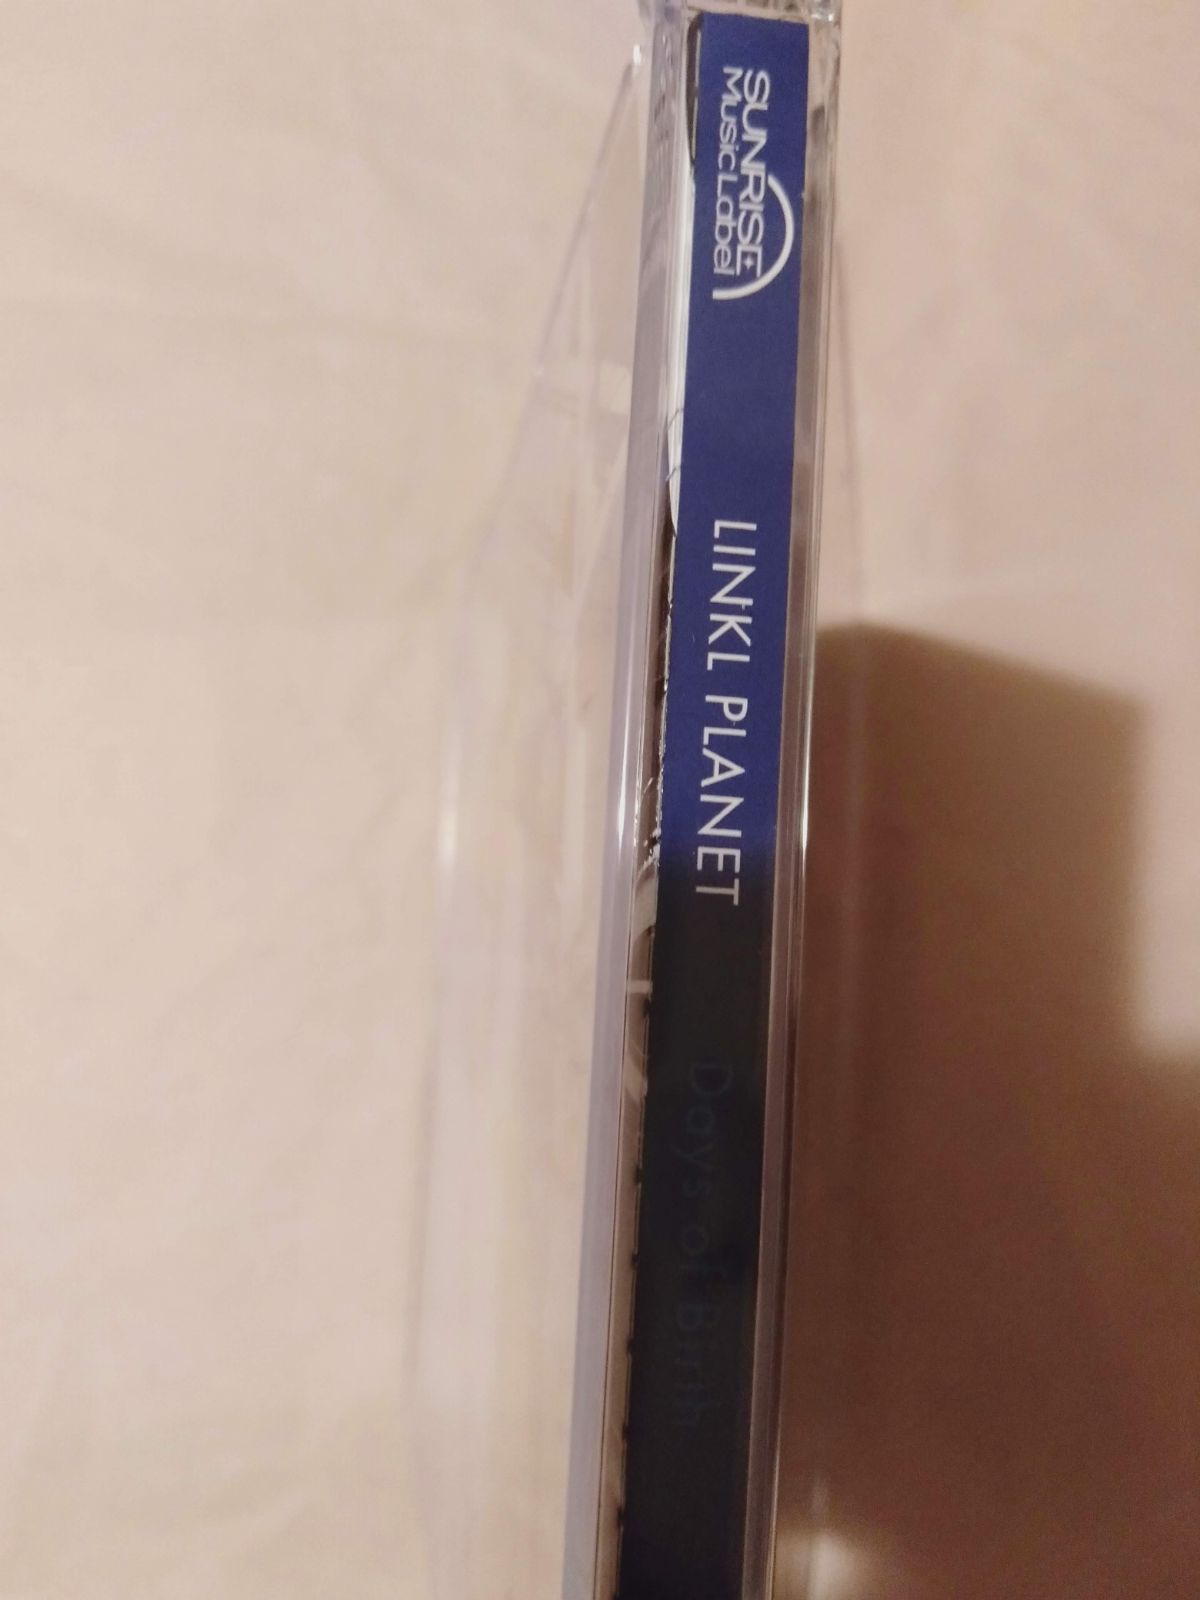 SUNRISE
Music Label
LINKL PLANET
Days of Birth